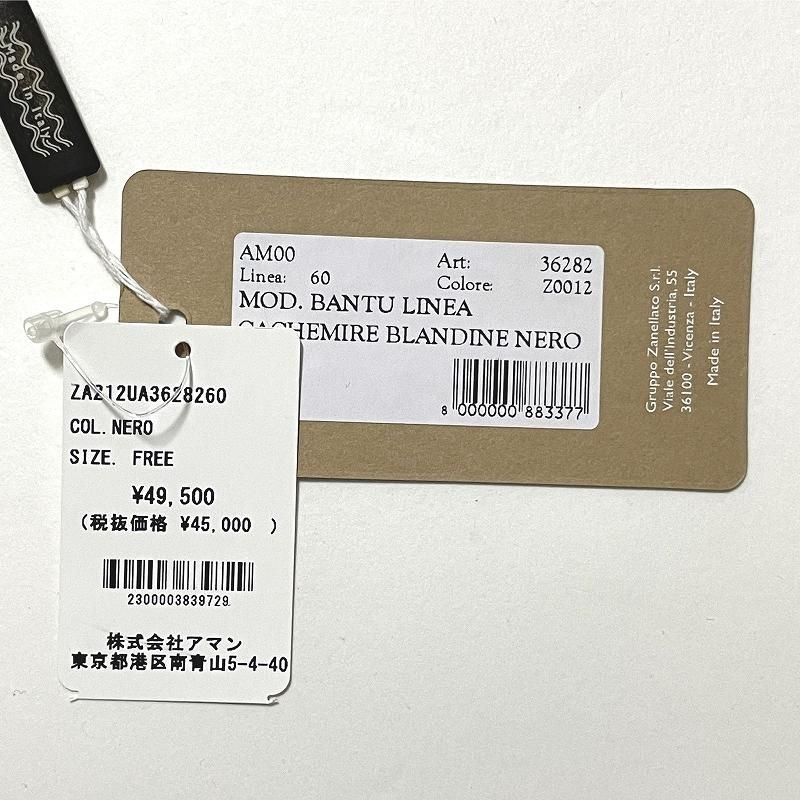 Made in Italy
AM00 Art: 36282
Linea: 60 Colore: Z0012
MOD. BANTU LINEA
CACHEMIRE BLANDINE NERO
8 000000 883377
Gruppo Zanellato S.r.l.
Viale dell'Industria, 55
36100 - Vicenza - Italy
Made in Italy
ZA212UA3628260
COL. NERO
SIZE. FREE
¥49,500
(税抜価格 ¥45,000 )
2300003839729
株式会社アマン
東京都港区南青山5-4-40